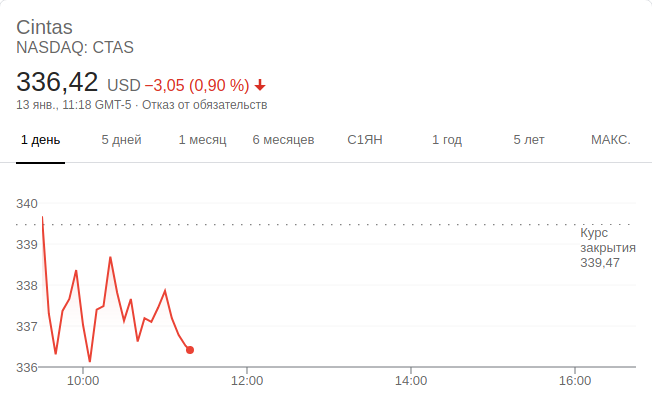 Cintas
NASDAQ: CTAS
336,42 USD −3,05 (0,90 %)
13 янв., 11:18 GMT-5 · Отказ от обязательств
1 день 5 дней 1 месяц 6 месяцев С1ЯН 1 год 5 лет МАКС.
340
339
338
337
336
Курс
закрытия
339,47
10:00 12:00 14:00 16:00